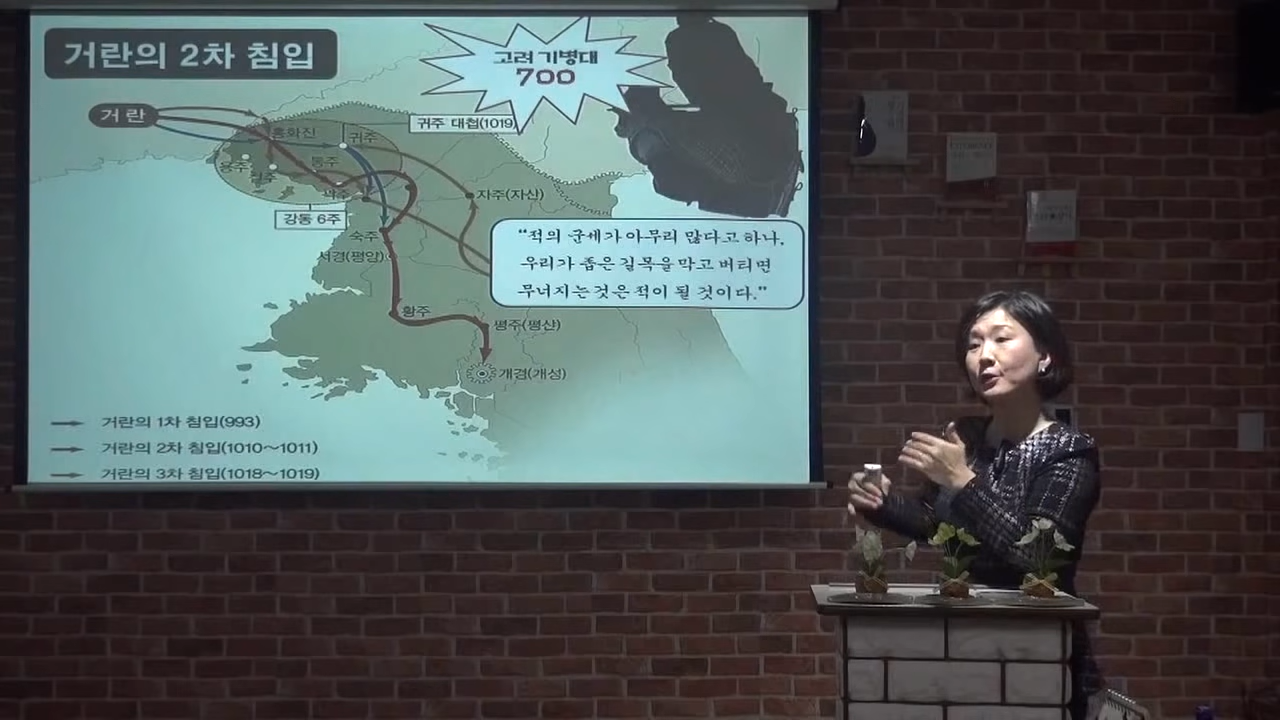 거란의 2차 침입
고려 기병대
700
거란
흥화진
귀주 대첩(1019)
귀주
통주
자주(자산)
강동 6주
숙주
서경(평양)
"적의 군세가 아무리 많다고 하나,
우리가 좁은 길목을 막고 버티면
무너지는 것은 적이 될 것이다."
황주
평주(평산)
개경(개성)
거란의 1차 침입(993)
거란의 2차 침입(1010~1011)
거란의 3차 침입(1018~1019)